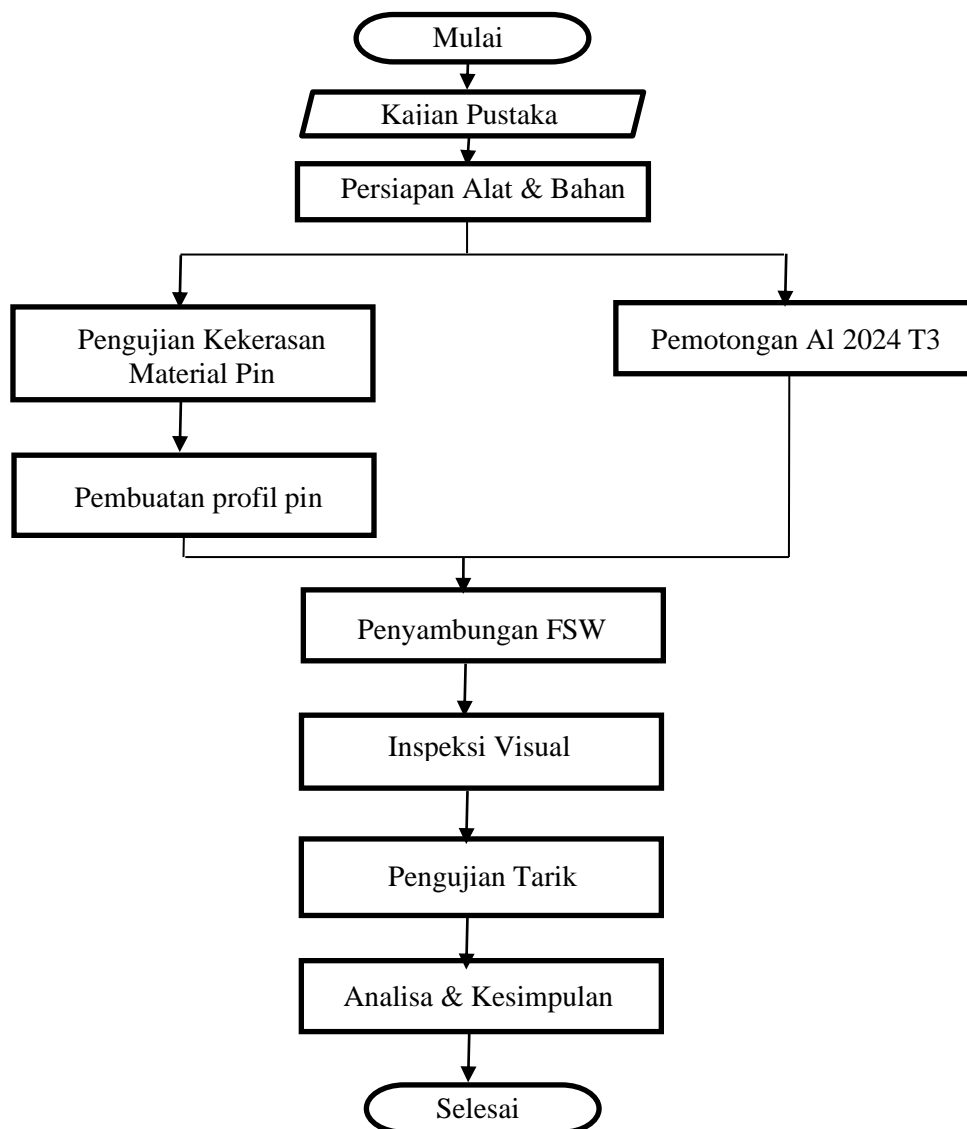 Mulai
Kajian Pustaka
Persiapan Alat & Bahan
Pengujian Kekerasan
Material Pin
Pemotongan Al 2024 T3
Pembuatan profil pin
Penyambungan FSW
Inspeksi Visual
Pengujian Tarik
Analisa & Kesimpulan
Selesai